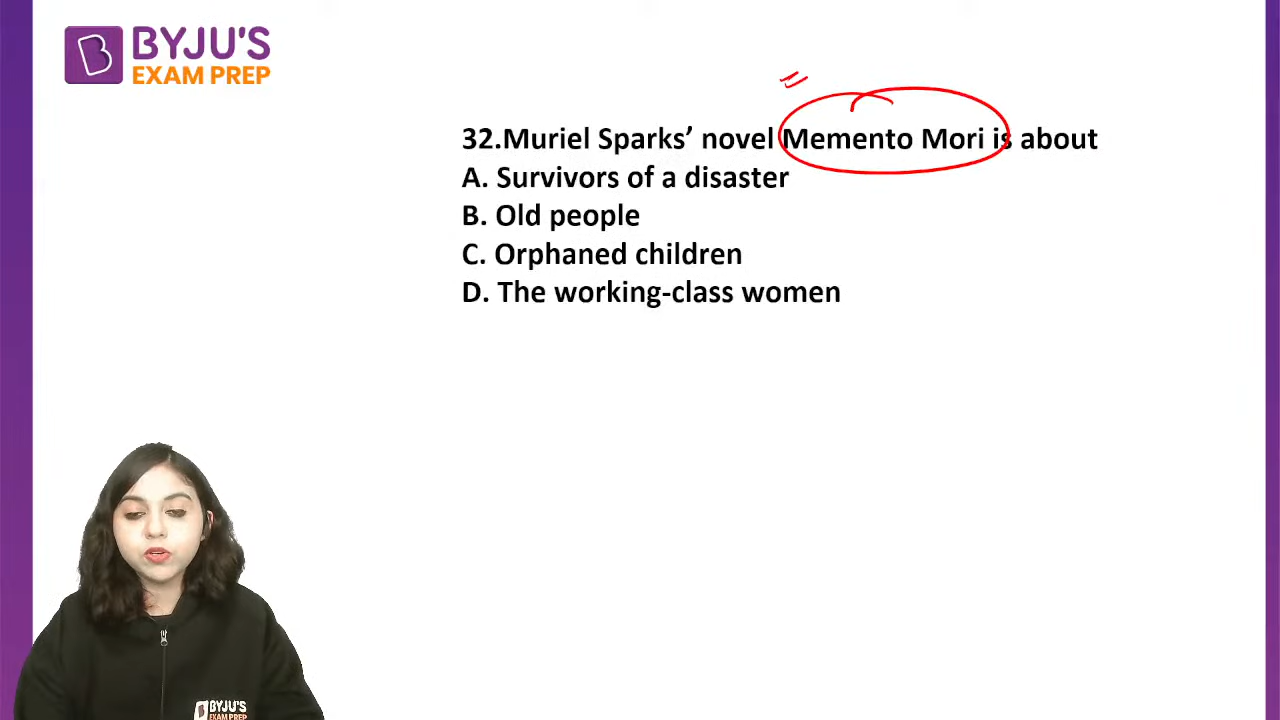 BYJU'S
EXAM PREP
32.Muriel Sparks’ novel Memento Mori is about
A. Survivors of a disaster
B. Old people
C. Orphaned children
D. The working-class women
BYJU'S
EXAM PREP